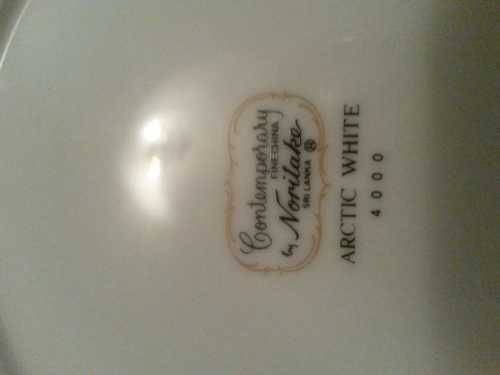 Contemporary
FINE CHINA
by Noritake ®
SRI LANKA
ARCTIC WHITE
4000